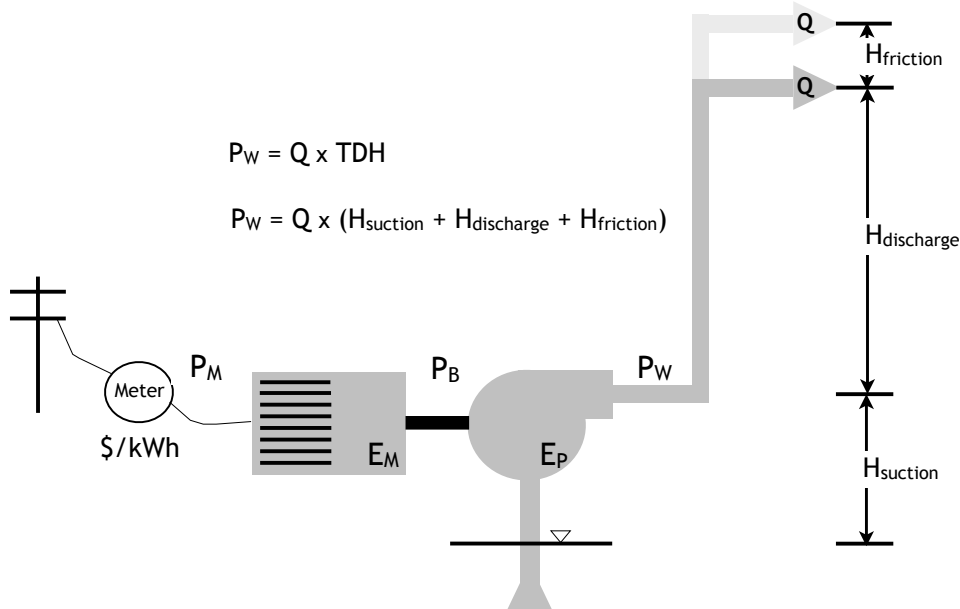 Q
Hfriction
Q
PW = Q x TDH
PW = Q x (Hsuction + Hdischarge + Hfriction)
Hdischarge
PM
PB
PW
Meter
$/kWh
EM
EP
Hsuction